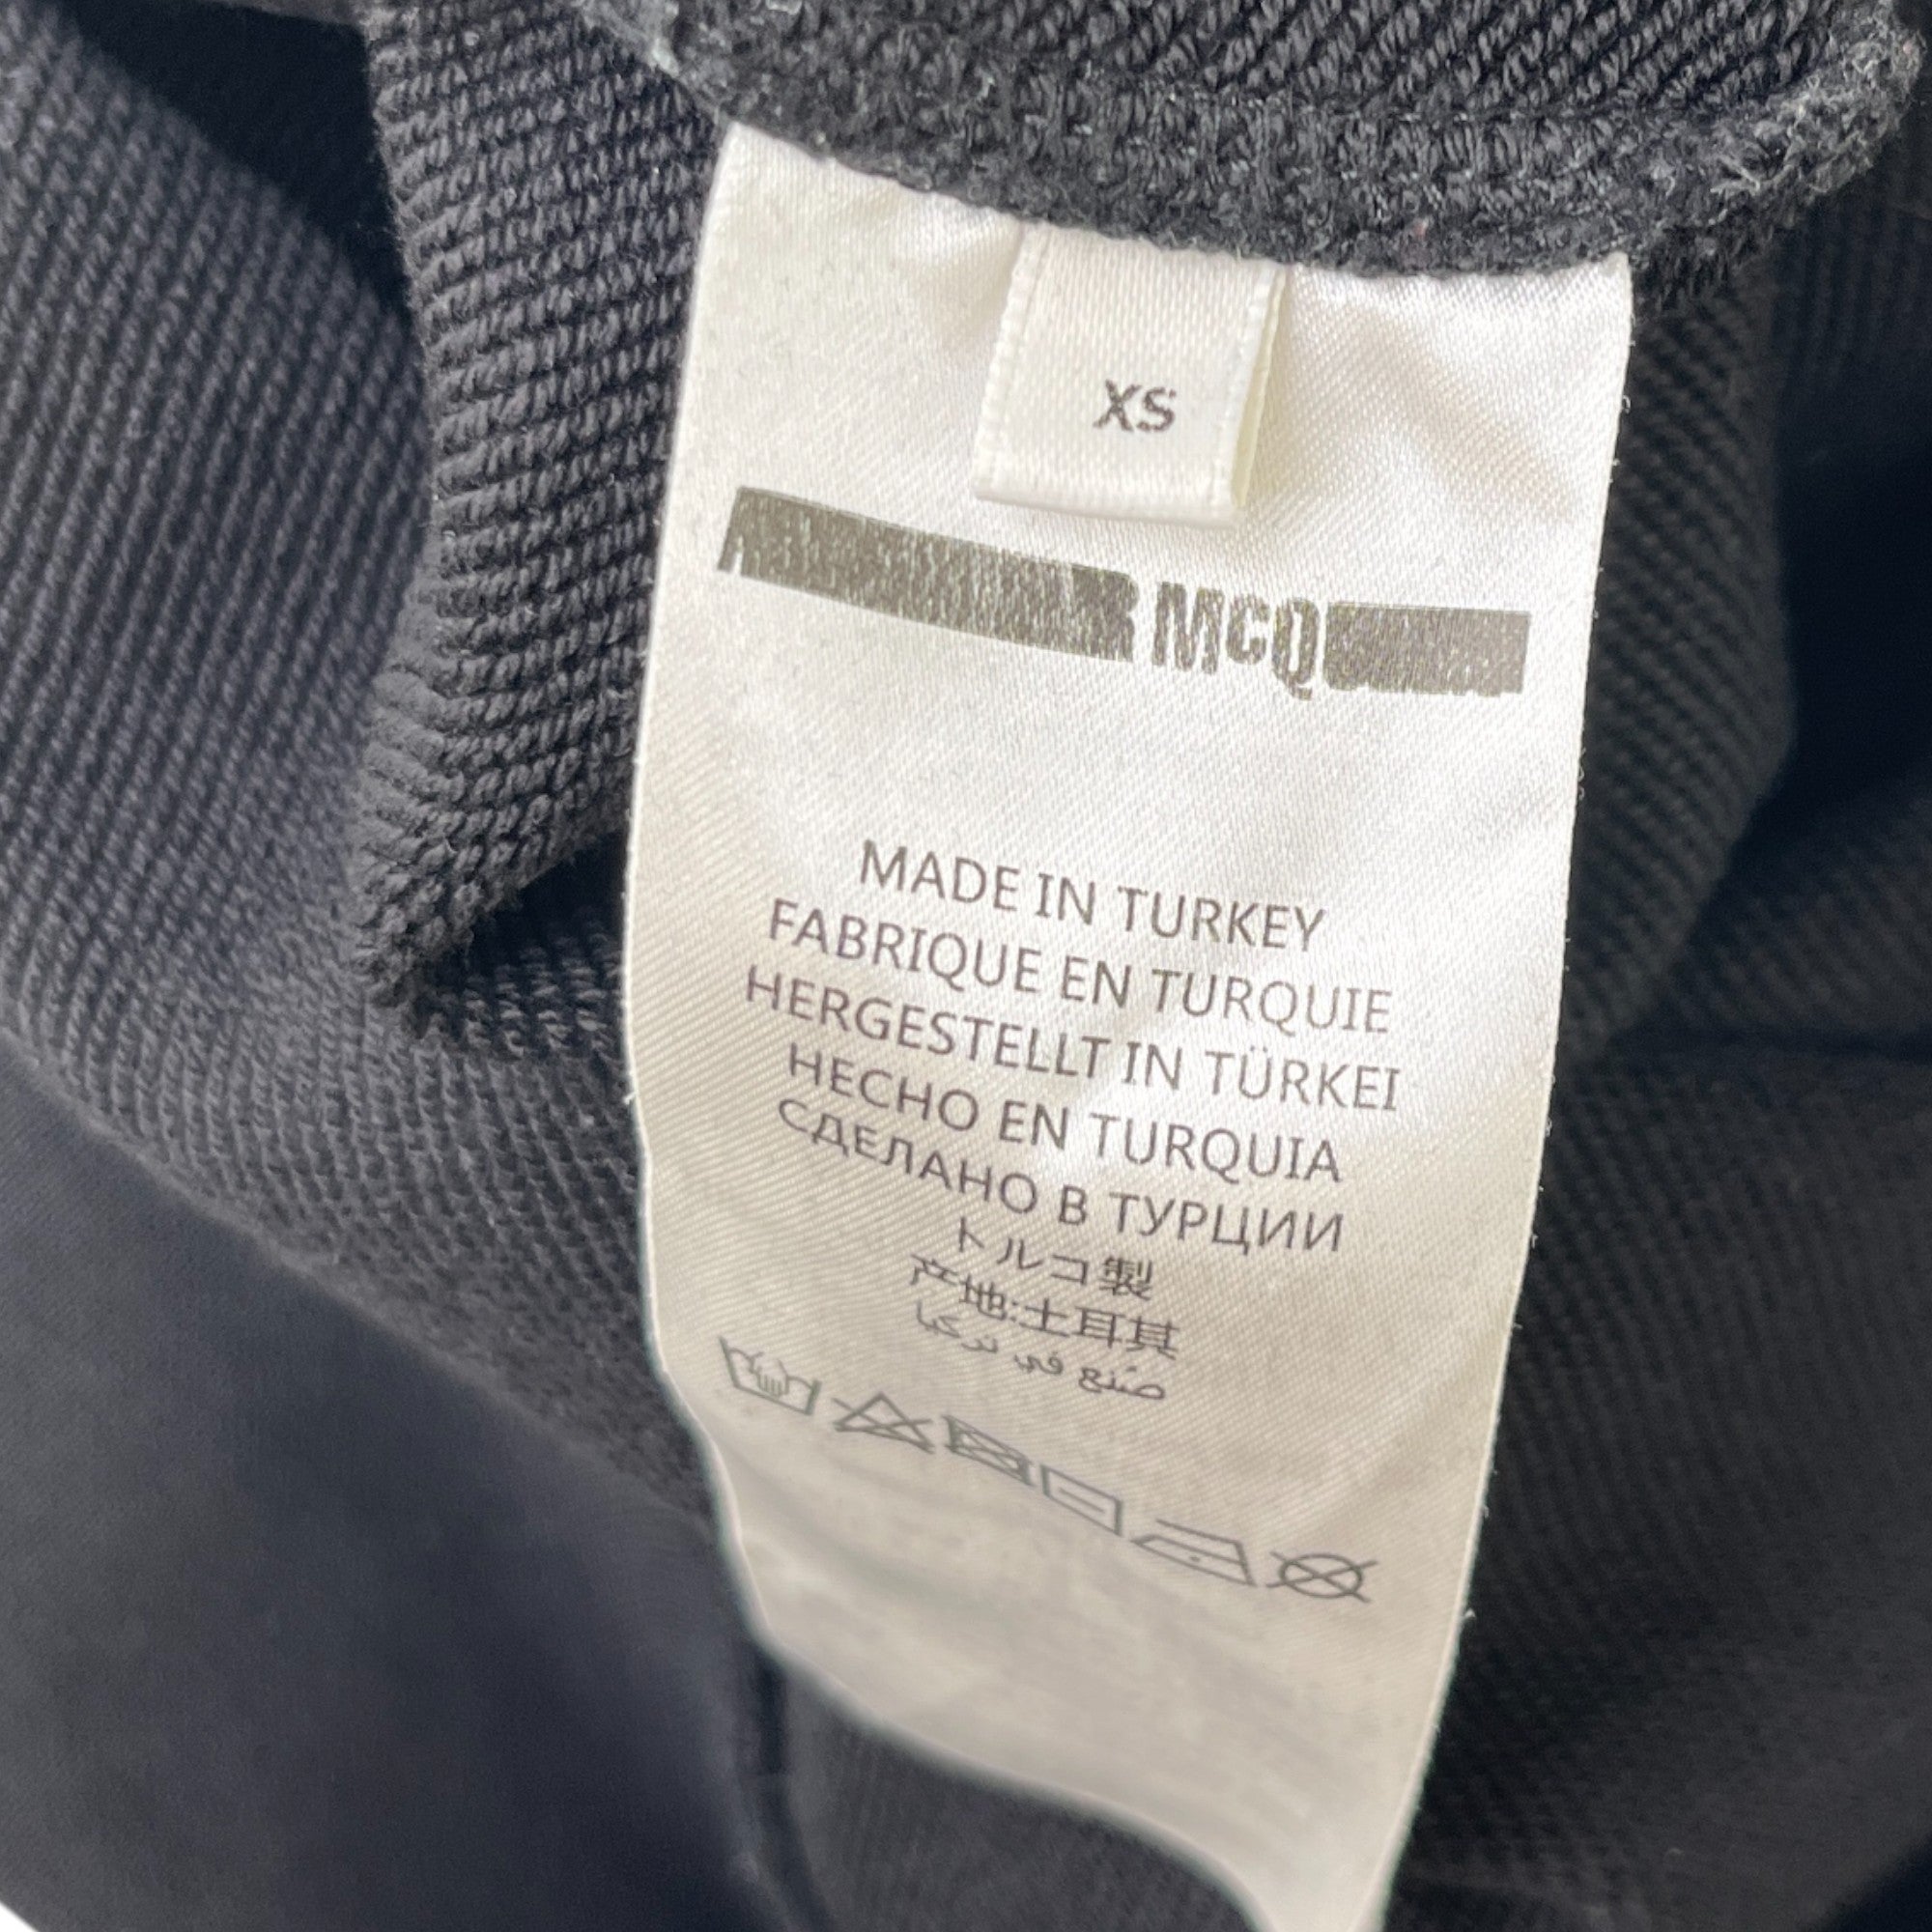 XS
McQ
MADE IN TURKEY
FABRIQUE EN TURQUIE
HERGESTELLT IN TÜRKEI
HECHO EN TURQUIA
СДЕЛАНО В ТУРЦИИ
トルコ製
产地:土耳其
صنع في تركيا